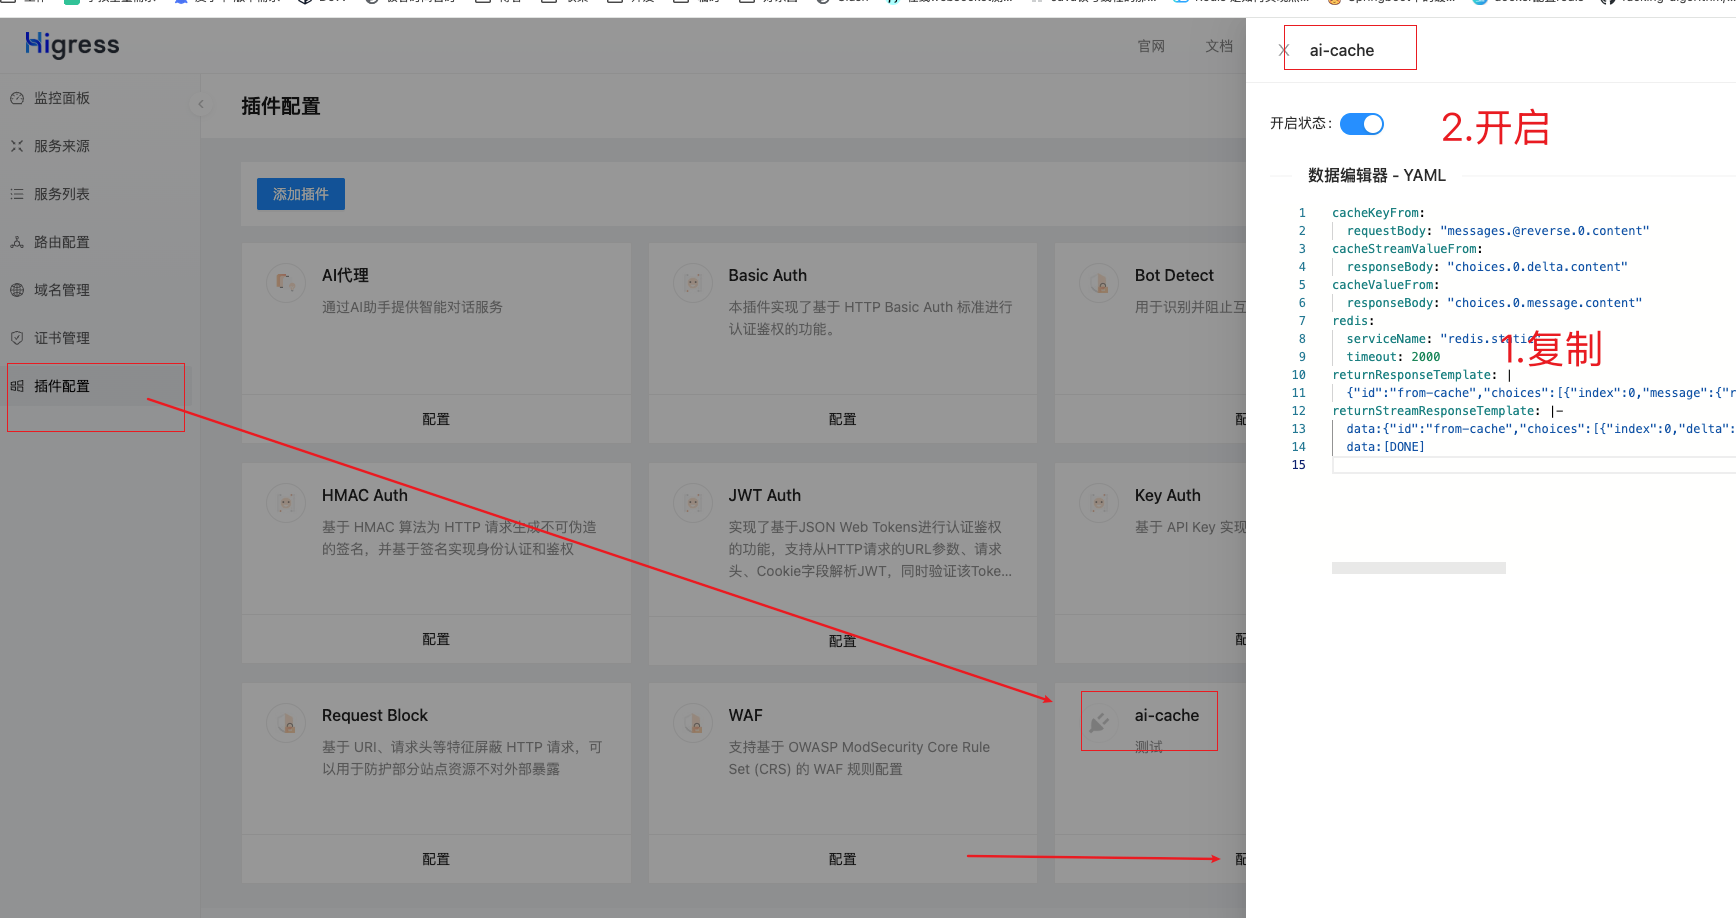 Higress
官网
文档
监控面板
服务来源
服务列表
路由配置
域名管理
证书管理
插件配置
插件配置
添加插件
AI代理
通过AI助手提供智能对话服务
配置
Basic Auth
本插件实现了基于 HTTP Basic Auth 标准进行
认证鉴权的功能。
配置
Bot Detect
用于识别并阻止互
配
HMAC Auth
基于 HMAC 算法为 HTTP 请求生成不可伪造
的签名，并基于签名实现身份认证和鉴权
配置
JWT Auth
实现了基于JSON Web Tokens进行认证鉴权
的功能，支持从HTTP请求的URL参数、请求
头、Cookie字段解析JWT，同时验证该Toke...
配置
Key Auth
基于 API Key 实现
配
Request Block
基于 URI、请求头等特征屏蔽 HTTP 请求，可
以用于防护部分站点资源不对外部暴露
配置
WAF
支持基于 OWASP ModSecurity Core Rule
Set (CRS) 的 WAF 规则配置
配置
ai-cache
测试
配
ai-cache
开启状态：
2.开启
数据编辑器 - YAML
1 cacheKeyFrom:
2 requestBody: "messages.@reverse.0.content"
3 cacheStreamValueFrom:
4 responseBody: "choices.0.delta.content"
5 cacheValueFrom:
6 responseBody: "choices.0.message.content"
7 redis:
8 serviceName: "redis.static"
9 timeout: 2000
1.复制
10 returnResponseTemplate: |
11 {"id":"from-cache","choices":[{"index":0,"message":{"r
12 returnStreamResponseTemplate: |-
13 data:{"id":"from-cache","choices":[{"index":0,"delta":
14 data:[DONE]
15